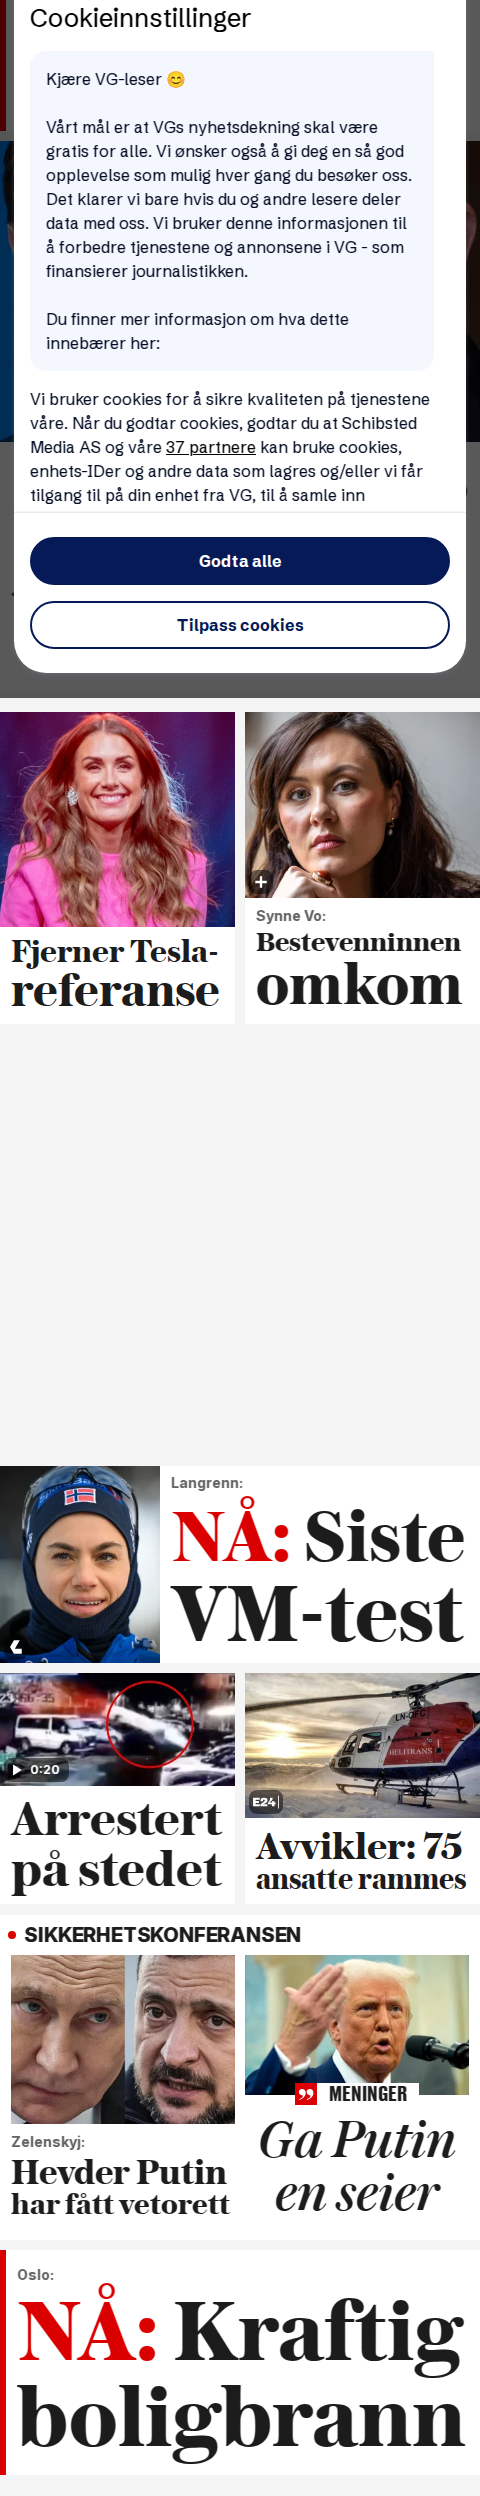 Cookieinnstillinger
Kjære VG-leser 😊
Vårt mål er at VGs nyhetsdekning skal være
gratis for alle. Vi ønsker også å gi deg en så god
opplevelse som mulig hver gang du besøker oss.
Det klarer vi bare hvis du og andre lesere deler
data med oss. Vi bruker denne informasjonen til
å forbedre tjenestene og annonsene i VG - som
finansierer journalistikken.
Du finner mer informasjon om hva dette
innebærer her:
Vi bruker cookies for å sikre kvaliteten på tjenestene
våre. Når du godtar cookies, godtar du at Schibsted
Media AS og våre 37 partnere kan bruke cookies,
enhets-IDer og andre data som lagres og/eller vi får
tilgang til på din enhet fra VG, til å samle inn
Godta alle
Tilpass cookies
Fjerner Tesla-
referanse
Synne Vo:
Bestevenninnen
omkom
Langrenn:
NÅ: Siste
VM-test
0:20
Arrestert
på stedet
LN-OFC
HELITRANS
E24
Avvikler: 75
ansatte rammes
SIKKERHETSKONFERANSEN
Zelenskyj:
Hevder Putin
har fått vetorett
MENINGER
Ga Putin
en seier
Oslo:
NÅ: Kraftig
boligbrann